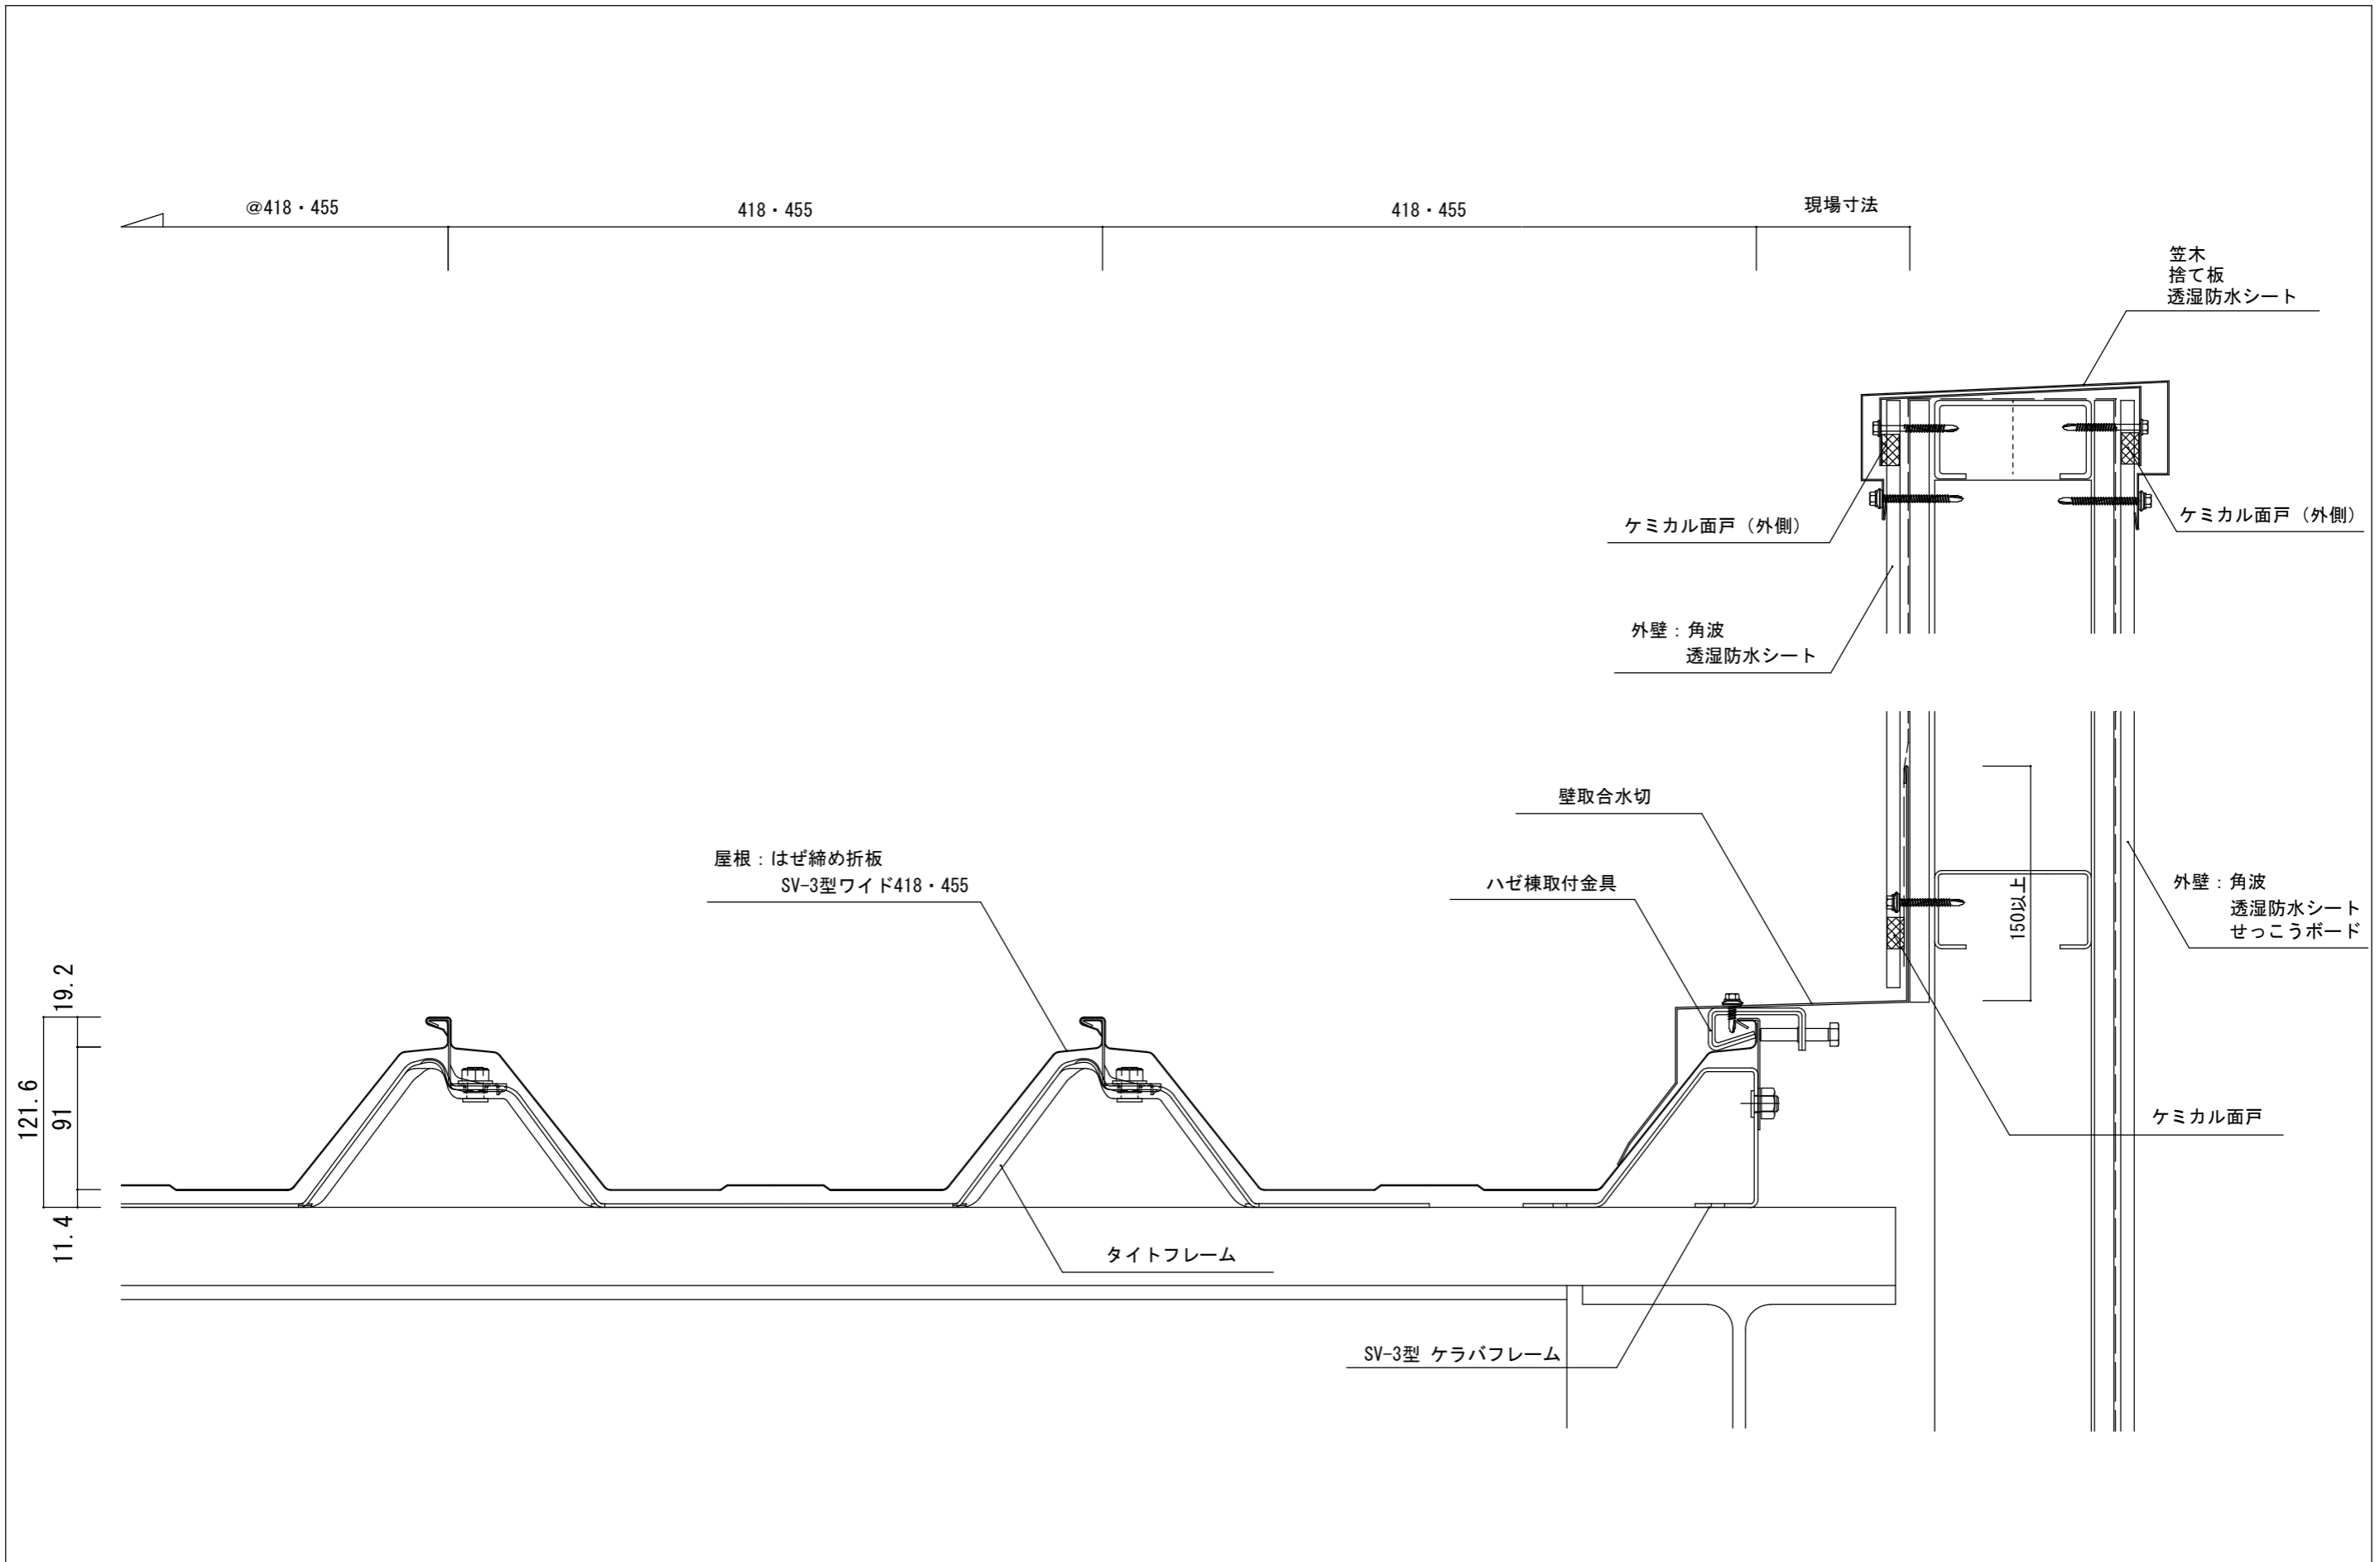 @418・455
418・455
418・455
現場寸法
笠木
捨て板
透湿防水シート
ケミカル面戸（外側）
ケミカル面戸（外側）
外壁：角波
透湿防水シート
壁取合水切
屋根：はぜ締め折板
SV-3型ワイド418・455
ハゼ棟取付金具
150以上
外壁：角波
透湿防水シート
せっこうボード
19.2
121.6
91
11.4
ケミカル面戸
タイトフレーム
SV-3型 ケラバフレーム